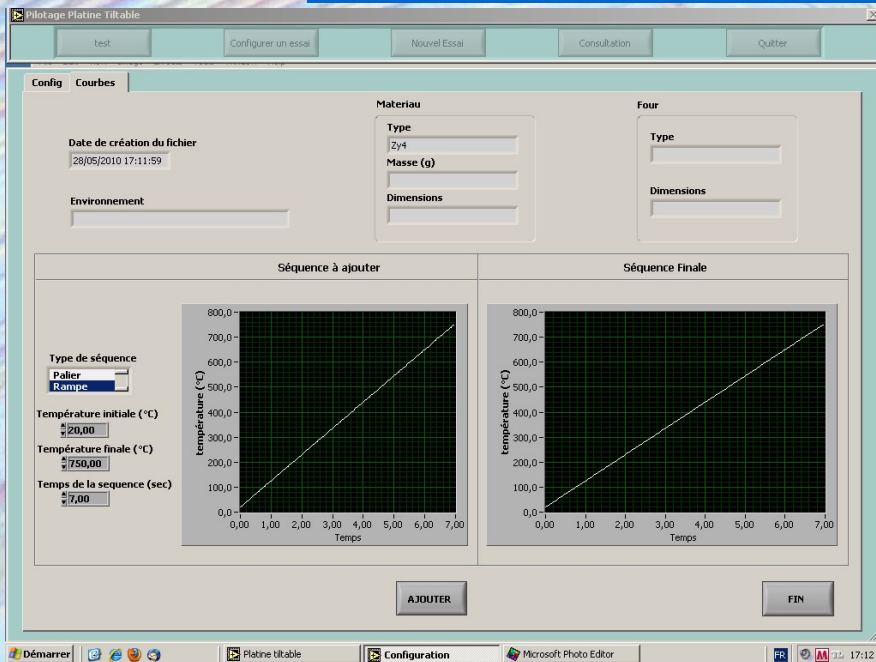 Pilotage Platine Tiltable
test Configurer un essai Nouvel Essai Consultation Quitter
Config Courbes
Date de création du fichier
28/05/2010 17:11:59
Environnement
Materiau
Type
Zy4
Masse (g)
Dimensions
Four
Type
Dimensions
Séquence à ajouter
Séquence Finale
Type de séquence
Palier
Rampe
Température initiale (°C)
20,00
Température finale (°C)
750,00
Temps de la sequence (sec)
7,00
température (°C)
800,0
700,0
600,0
500,0
400,0
300,0
200,0
100,0
0,0
0,00 1,00 2,00 3,00 4,00 5,00 6,00 7,00
Temps
température (°C)
800,0
700,0
600,0
500,0
400,0
300,0
200,0
100,0
0,0
0,00 1,00 2,00 3,00 4,00 5,00 6,00 7,00
Temps
AJOUTER
FIN
Démarrer Platine tiltable Configuration Microsoft Photo Editor FR 17:12